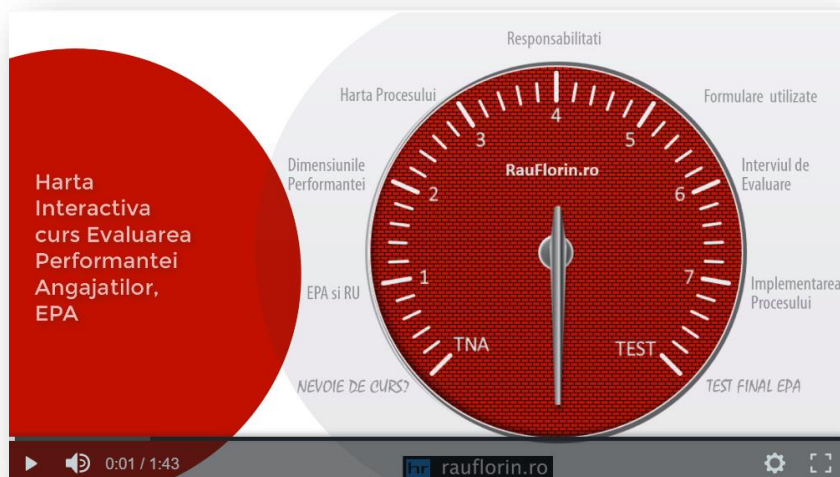 Harta
Interactiva
curs Evaluarea
Performantei
Angajatilor,
EPA
Responsabilitati
Harta Procesului
Formulare utilizate
Dimensiunile
Performantei
Interviul de
Evaluare
EPA si RU
Implementarea
Procesului
NEVOIE DE CURS?
TEST FINAL EPA
RauFlorin.ro
TNA
1
2
3
4
5
6
7
TEST
0:01 / 1:43
hr rauflorin.ro